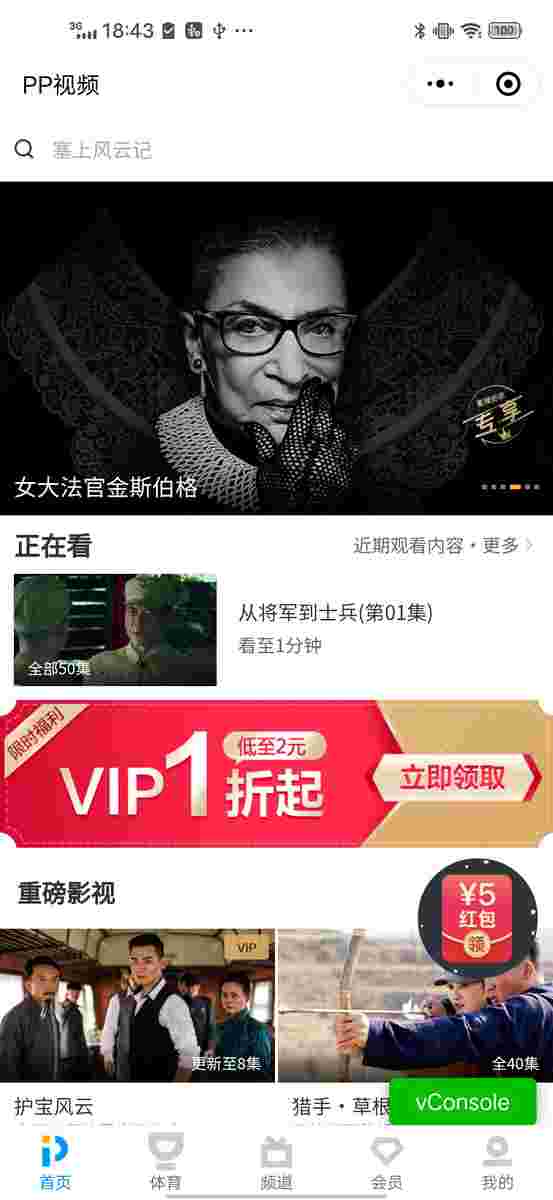 3G 18:43 100
PP视频
塞上风云记
专享
女大法官金斯伯格
正在看
近期观看内容·更多
从将军到士兵(第01集)
看至1分钟
全部50集
限时福利
VIP1折起
低至2元
立即领取
重磅影视
¥5
红包
领
VIP
更新至8集
全40集
护宝风云
猎手·草根
vConsole
首页
体育
频道
会员
我的